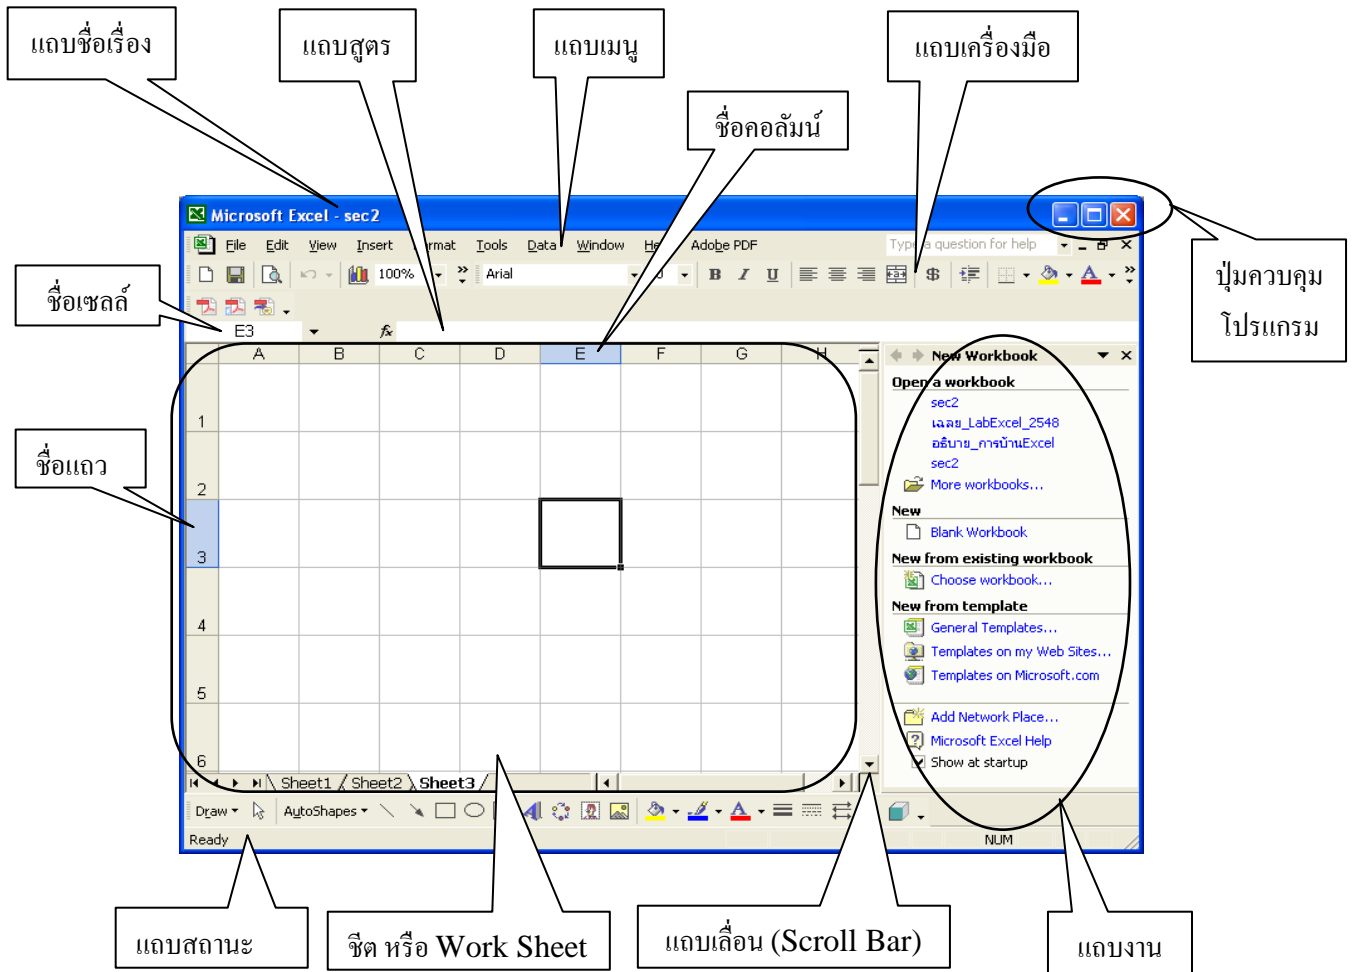 แถบชื่อเรื่อง
แถบสูตร
แถบเมนู
แถบเครื่องมือ
ชื่อคอลัมน์
Microsoft Excel - sec2
File Edit View Insert Format Tools Data Window Adobe PDF
Type a question for help
100% Arial
B I U
ปุ่มควบคุม
โปรแกรม
ชื่อเซลล์
E3 fx
A B C D E F G H
New Workbook
Open a workbook
sec2
เฉลย_LabExcel_2548
อธิบาย_การบ้านExcel
sec2
More workbooks...
New
Blank Workbook
New from existing workbook
Choose workbook...
New from template
General Templates...
Templates on my Web Sites...
Templates on Microsoft.com
Add Network Place...
Microsoft Excel Help
Show at startup
1
ชื่อแถว
2
3
4
5
6
Sheet1 Sheet2 Sheet3
Draw AutoShapes
Ready
NUM
แถบสถานะ
ชีต หรือ Work Sheet
แถบเลื่อน (Scroll Bar)
แถบงาน